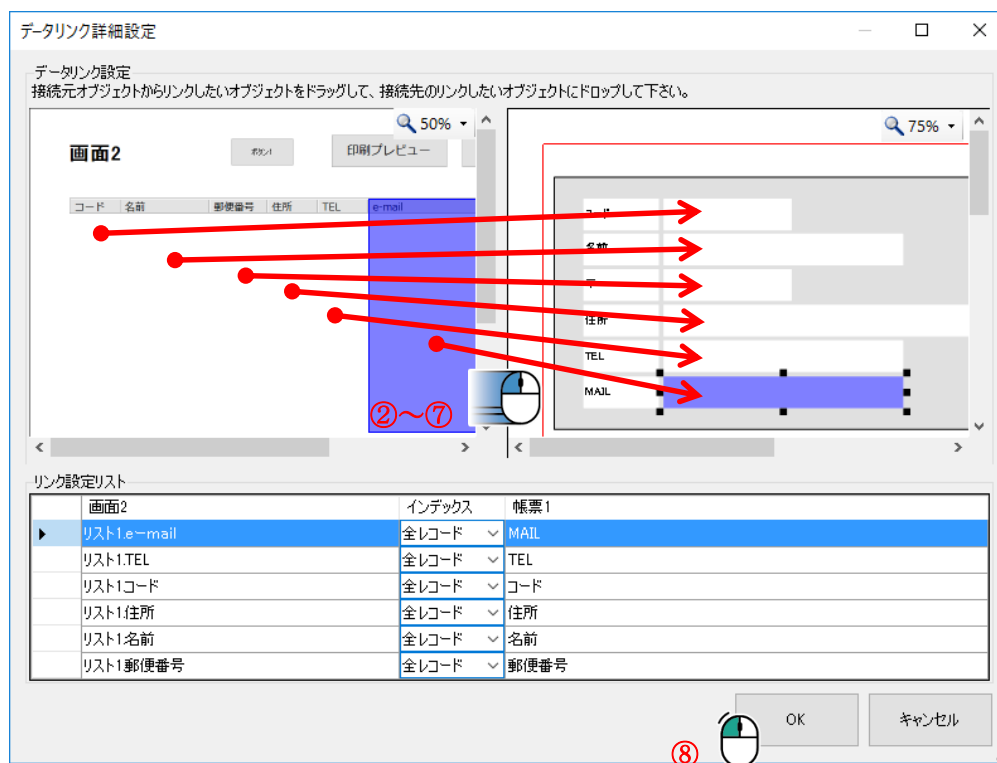 データリンク詳細設定
データリンク設定
接続元オブジェクトからリンクしたいオブジェクトをドラッグして、接続先のリンクしたいオブジェクトにドロップして下さい。
50%
75%
画面2
ボタン1
印刷プレビュー
コード 名前 郵便番号 住所 TEL e-mail
コード
名前
〒
住所
TEL
MAIL
②～⑦
リンク設定リスト
画面2 インデックス 帳票1
リスト1.e-mail 全レコード MAIL
リスト1.TEL 全レコード TEL
リスト1.コード 全レコード コード
リスト1.住所 全レコード 住所
リスト1.名前 全レコード 名前
リスト1.郵便番号 全レコード 郵便番号
OK
キャンセル
⑧